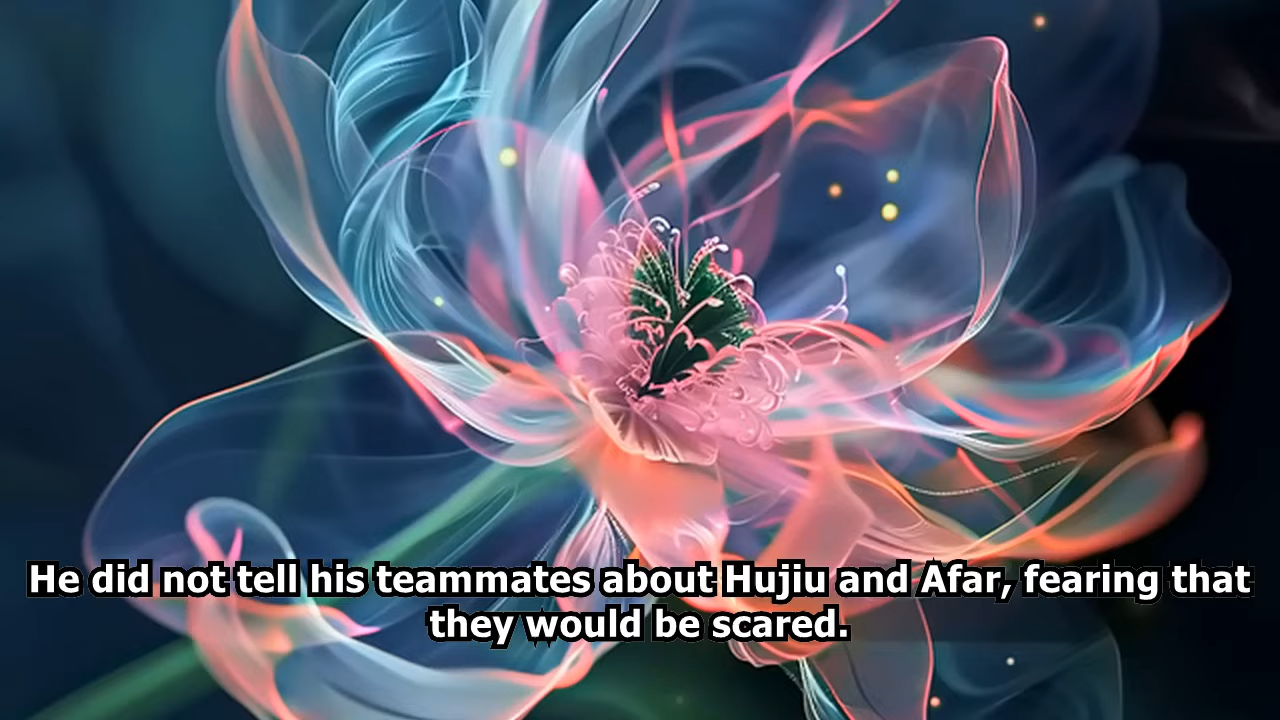 He did not tell his teammates about Hujiu and Afar, fearing that
they would be scared.